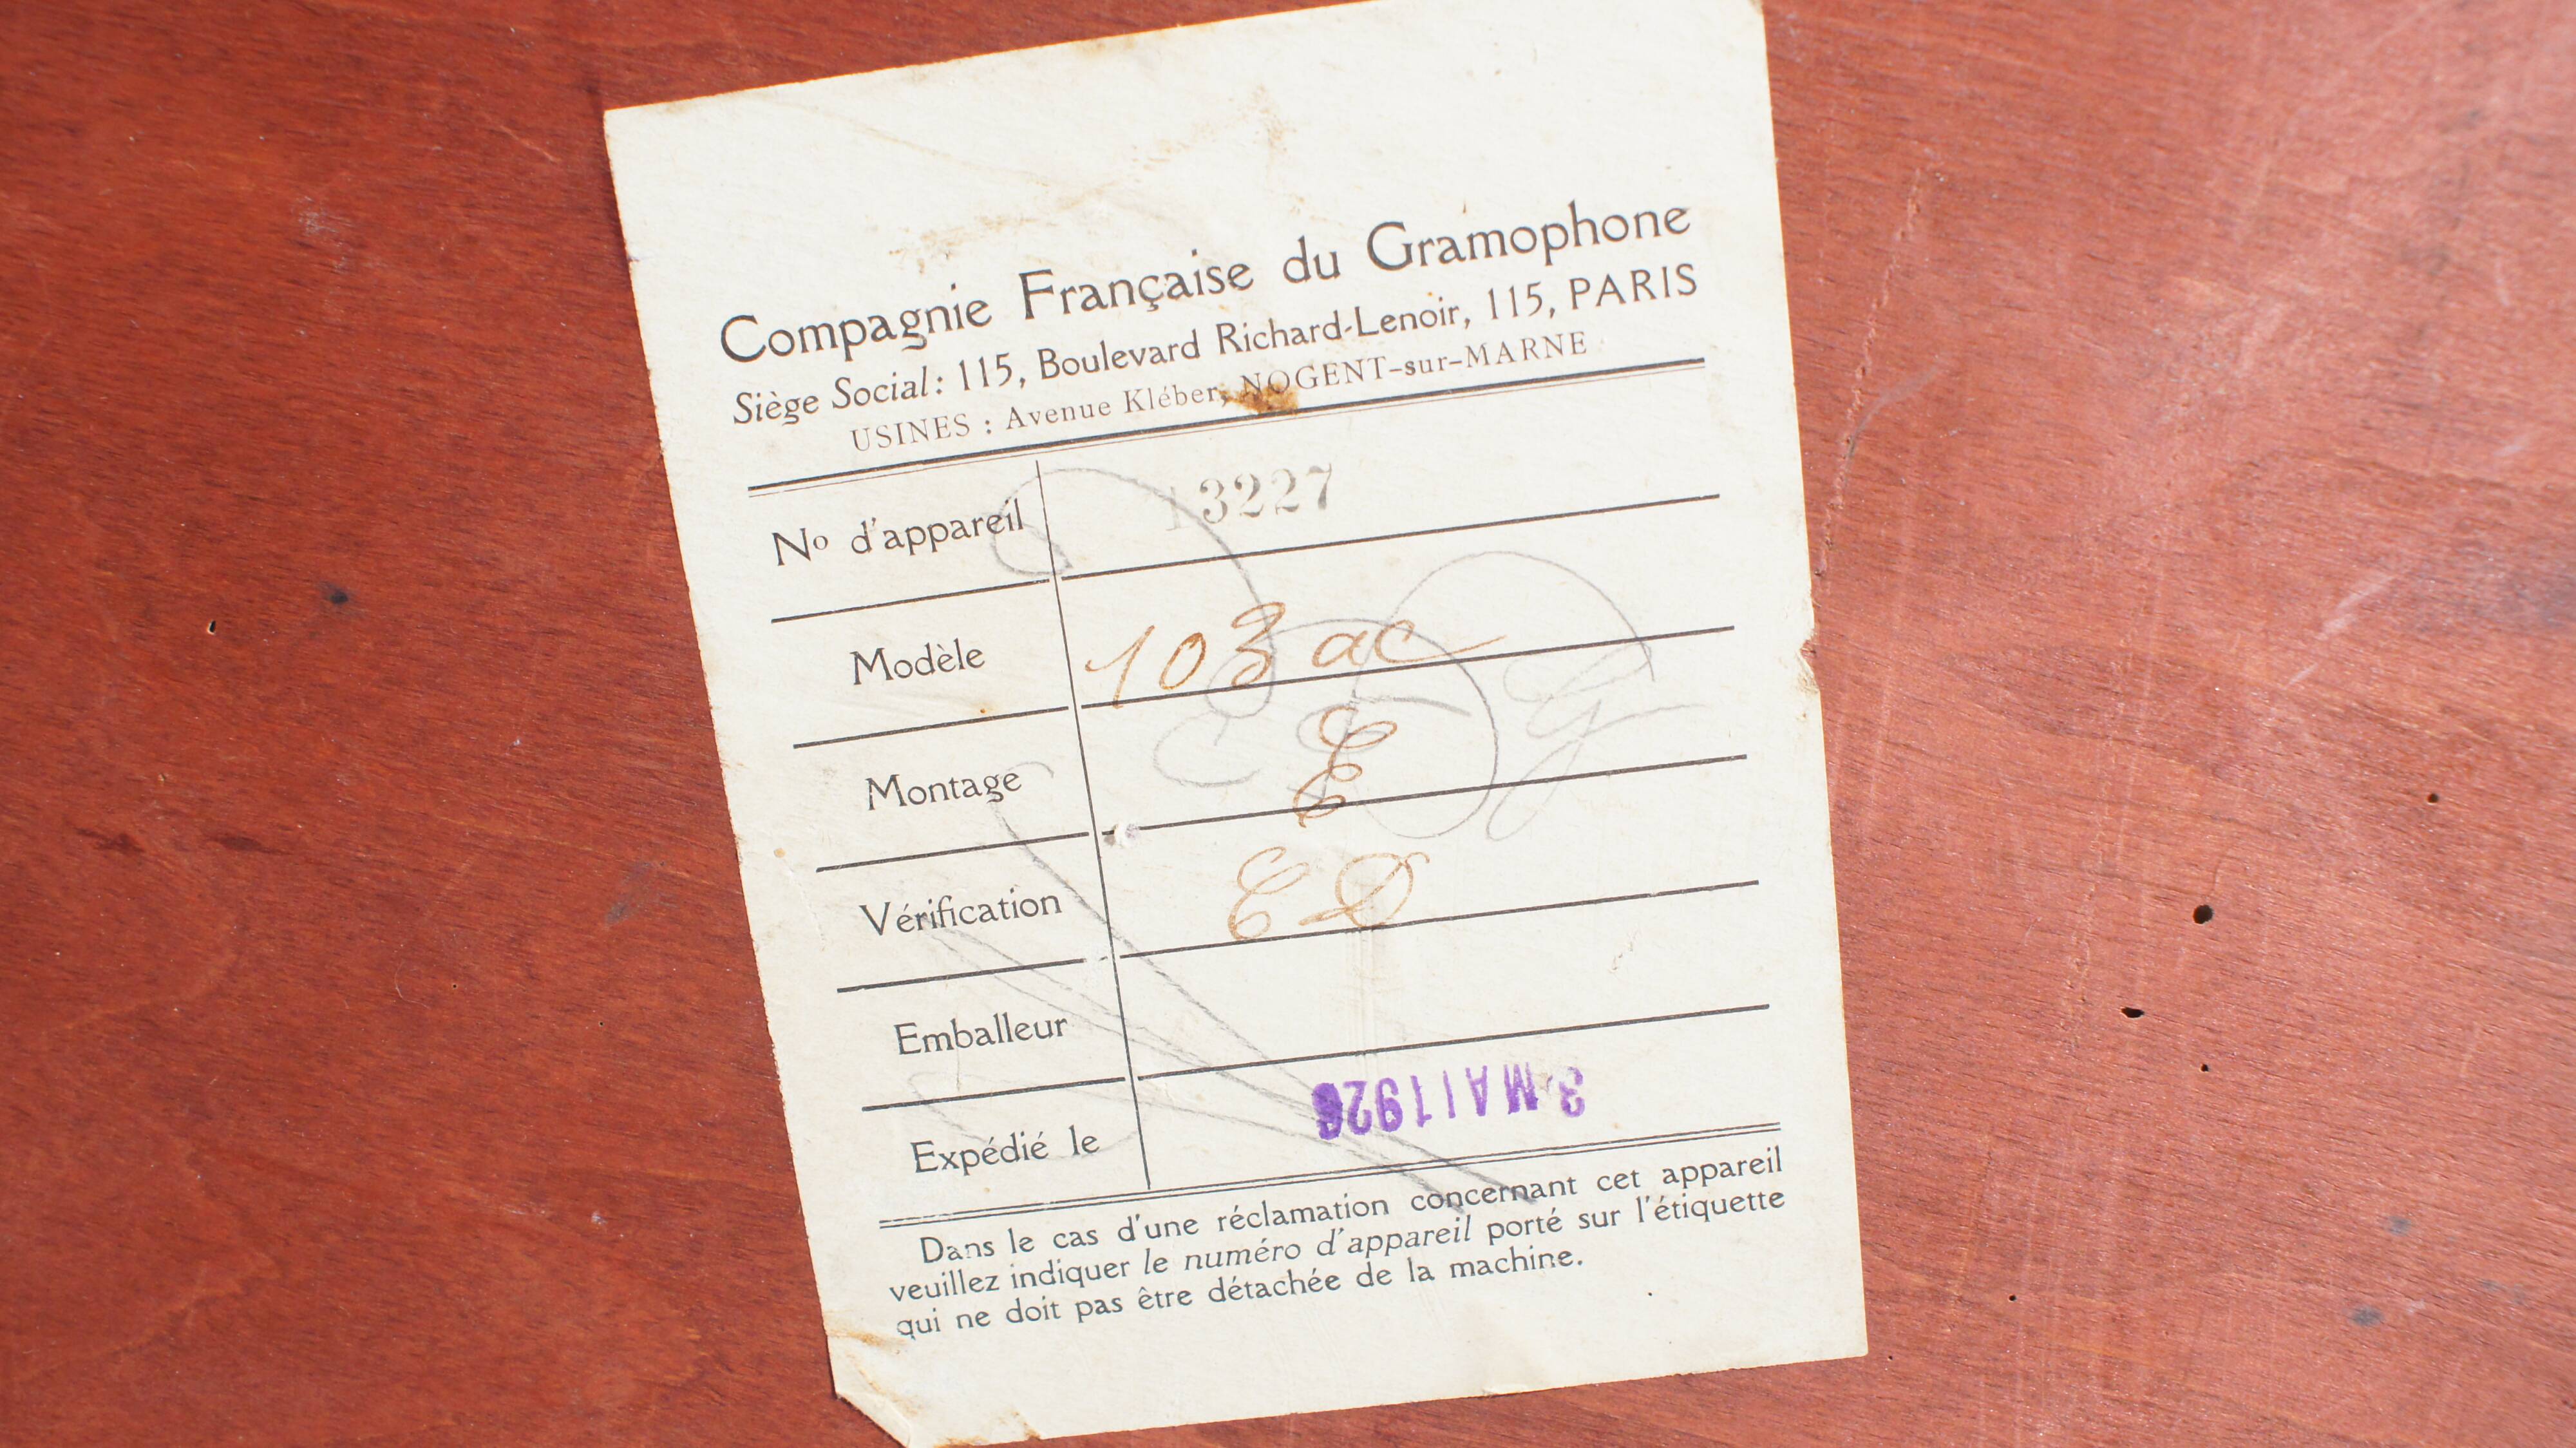 Compagnie Française du Gramophone
Siège Social: 115, Boulevard Richard-Lenoir, 115, PARIS
USINES : Avenue Kléber, NOGENT-sur-MARNE
No d'appareil 13227
Modèle 103 ac
Montage E
Vérification ED
Emballeur
Expédié le MAI
Dans le cas d'une réclamation concernant cet appareil
veuillez indiquer le numéro d'appareil porté sur l'étiquette
qui ne doit pas être détachée de la machine.